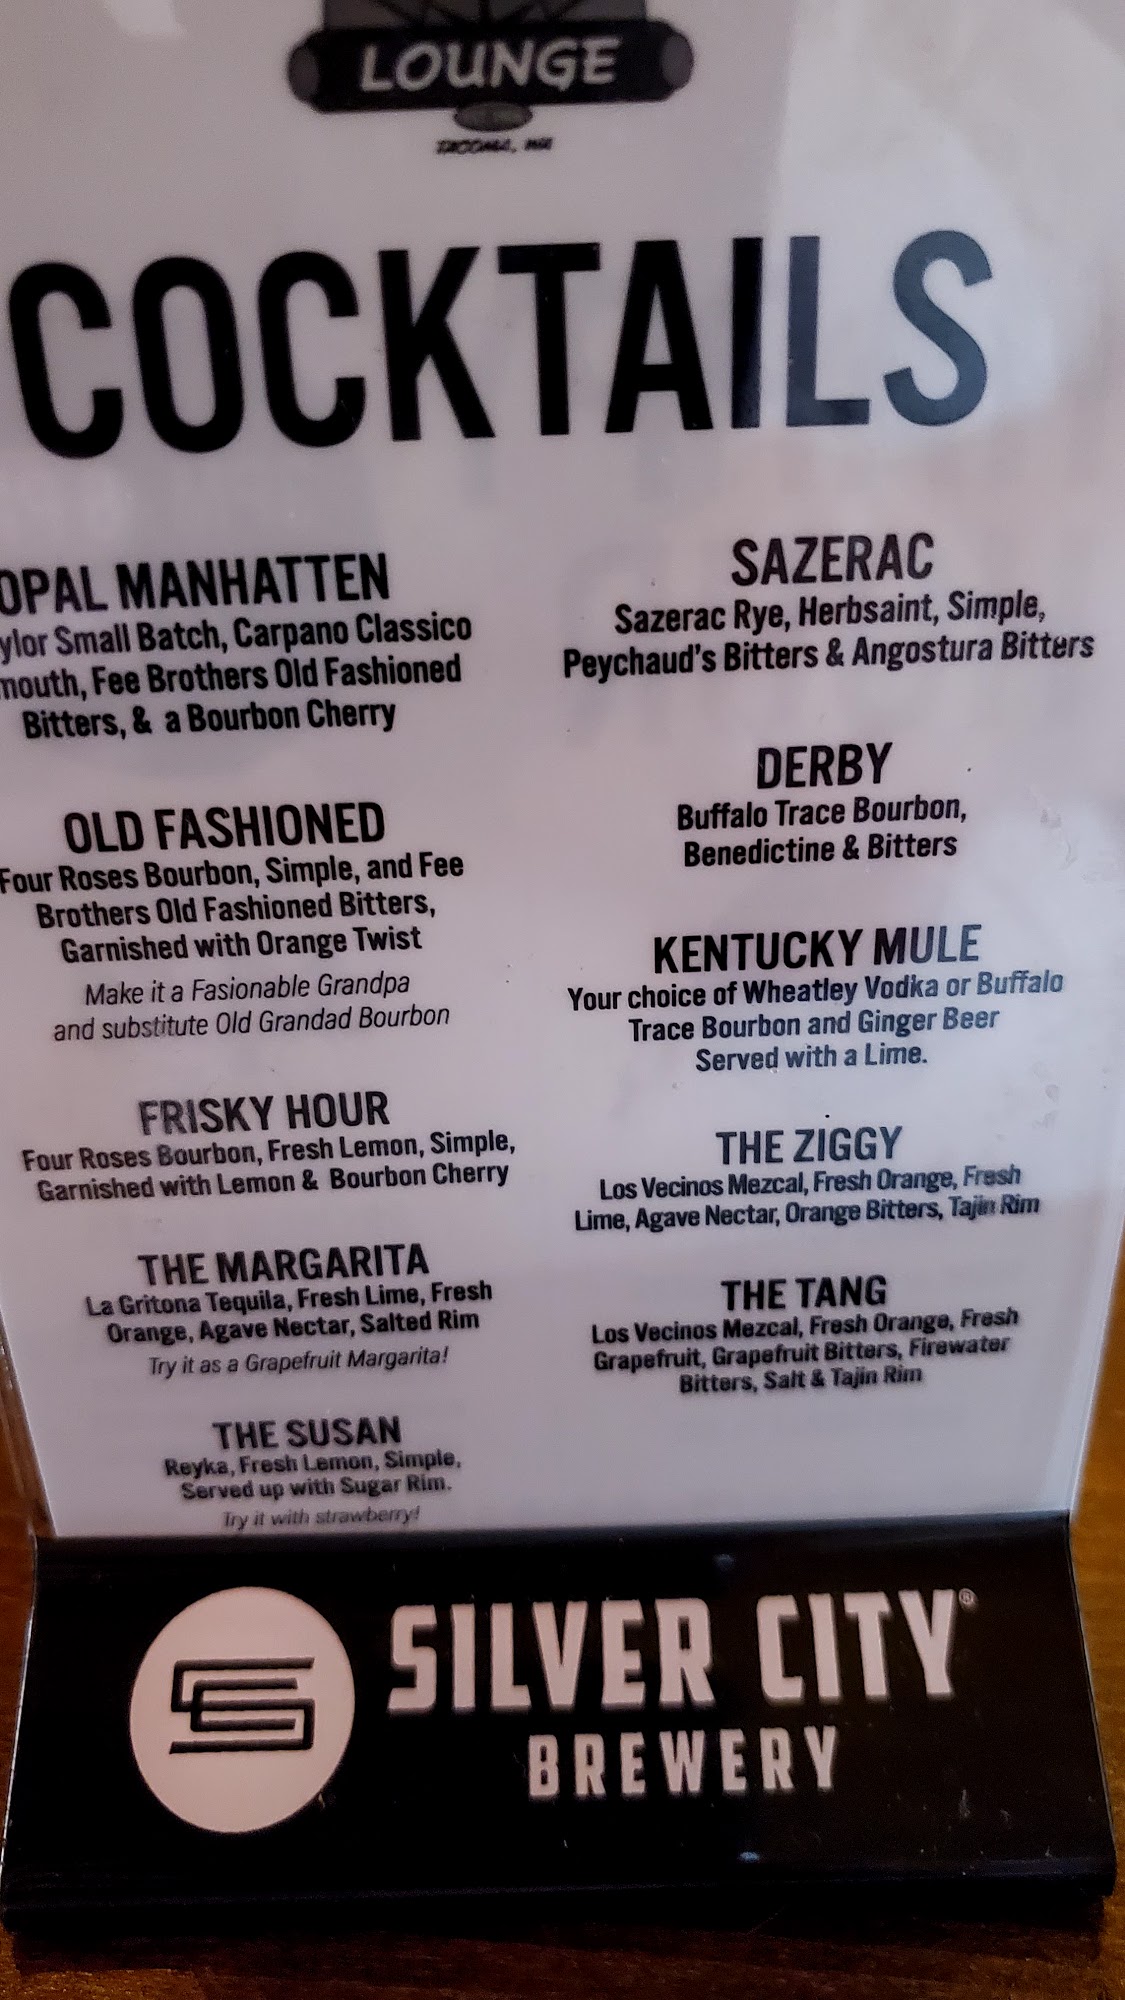 LOUNGE
TACOMA, WA
COCKTAILS
OPAL MANHATTEN
ylor Small Batch, Carpano Classico
mouth, Fee Brothers Old Fashioned
Bitters, & a Bourbon Cherry
OLD FASHIONED
Four Roses Bourbon, Simple, and Fee
Brothers Old Fashioned Bitters,
Garnished with Orange Twist
Make it a Fasionable Grandpa
and substitute Old Grandad Bourbon
FRISKY HOUR
Four Roses Bourbon, Fresh Lemon, Simple,
Garnished with Lemon & Bourbon Cherry
THE MARGARITA
La Gritona Tequila, Fresh Lime, Fresh
Orange, Agave Nectar, Salted Rim
Try it as a Grapefruit Margarita!
THE SUSAN
Reyka, Fresh Lemon, Simple,
Served up with Sugar Rim.
Try it with strawberry!
SAZERAC
Sazerac Rye, Herbsaint, Simple,
Peychaud's Bitters & Angostura Bitters
DERBY
Buffalo Trace Bourbon,
Benedictine & Bitters
KENTUCKY MULE
Your choice of Wheatley Vodka or Buffalo
Trace Bourbon and Ginger Beer
Served with a Lime.
THE ZIGGY
Los Vecinos Mezcal, Fresh Orange, Fresh
Lime, Agave Nectar, Orange Bitters, Tajin Rim
THE TANG
Los Vecinos Mezcal, Fresh Orange, Fresh
Grapefruit, Grapefruit Bitters, Firewater
Bitters, Salt & Tajin Rim
SILVER CITY®
BREWERY